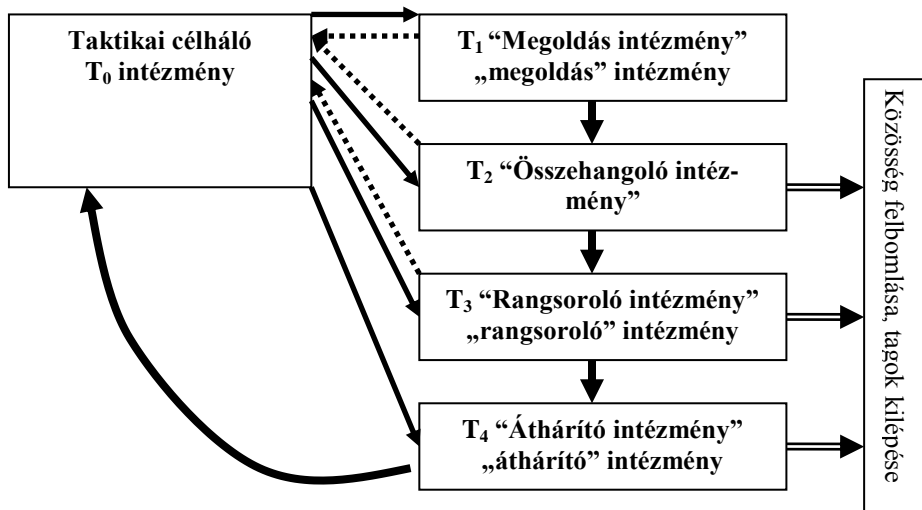 Taktikai célháló
T₀ intézmény
T₁ “Megoldás intézmény”
„megoldás” intézmény
T₂ “Összehangoló intéz-
mény”
T₃ “Rangsoroló intézmény”
„rangsoroló” intézmény
T₄ “Áthárító intézmény”
„áthárító” intézmény
Közösség felbomlása, tagok kilépése